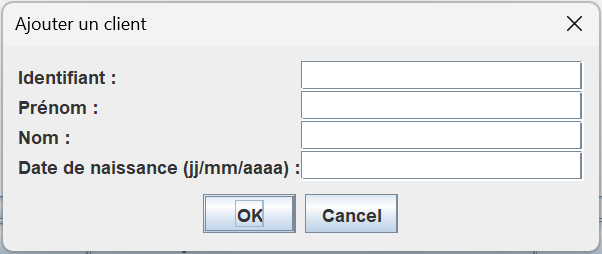 Ajouter un client
Identifiant :
Prénom :
Nom :
Date de naissance (jj/mm/aaaa) :
OK Cancel